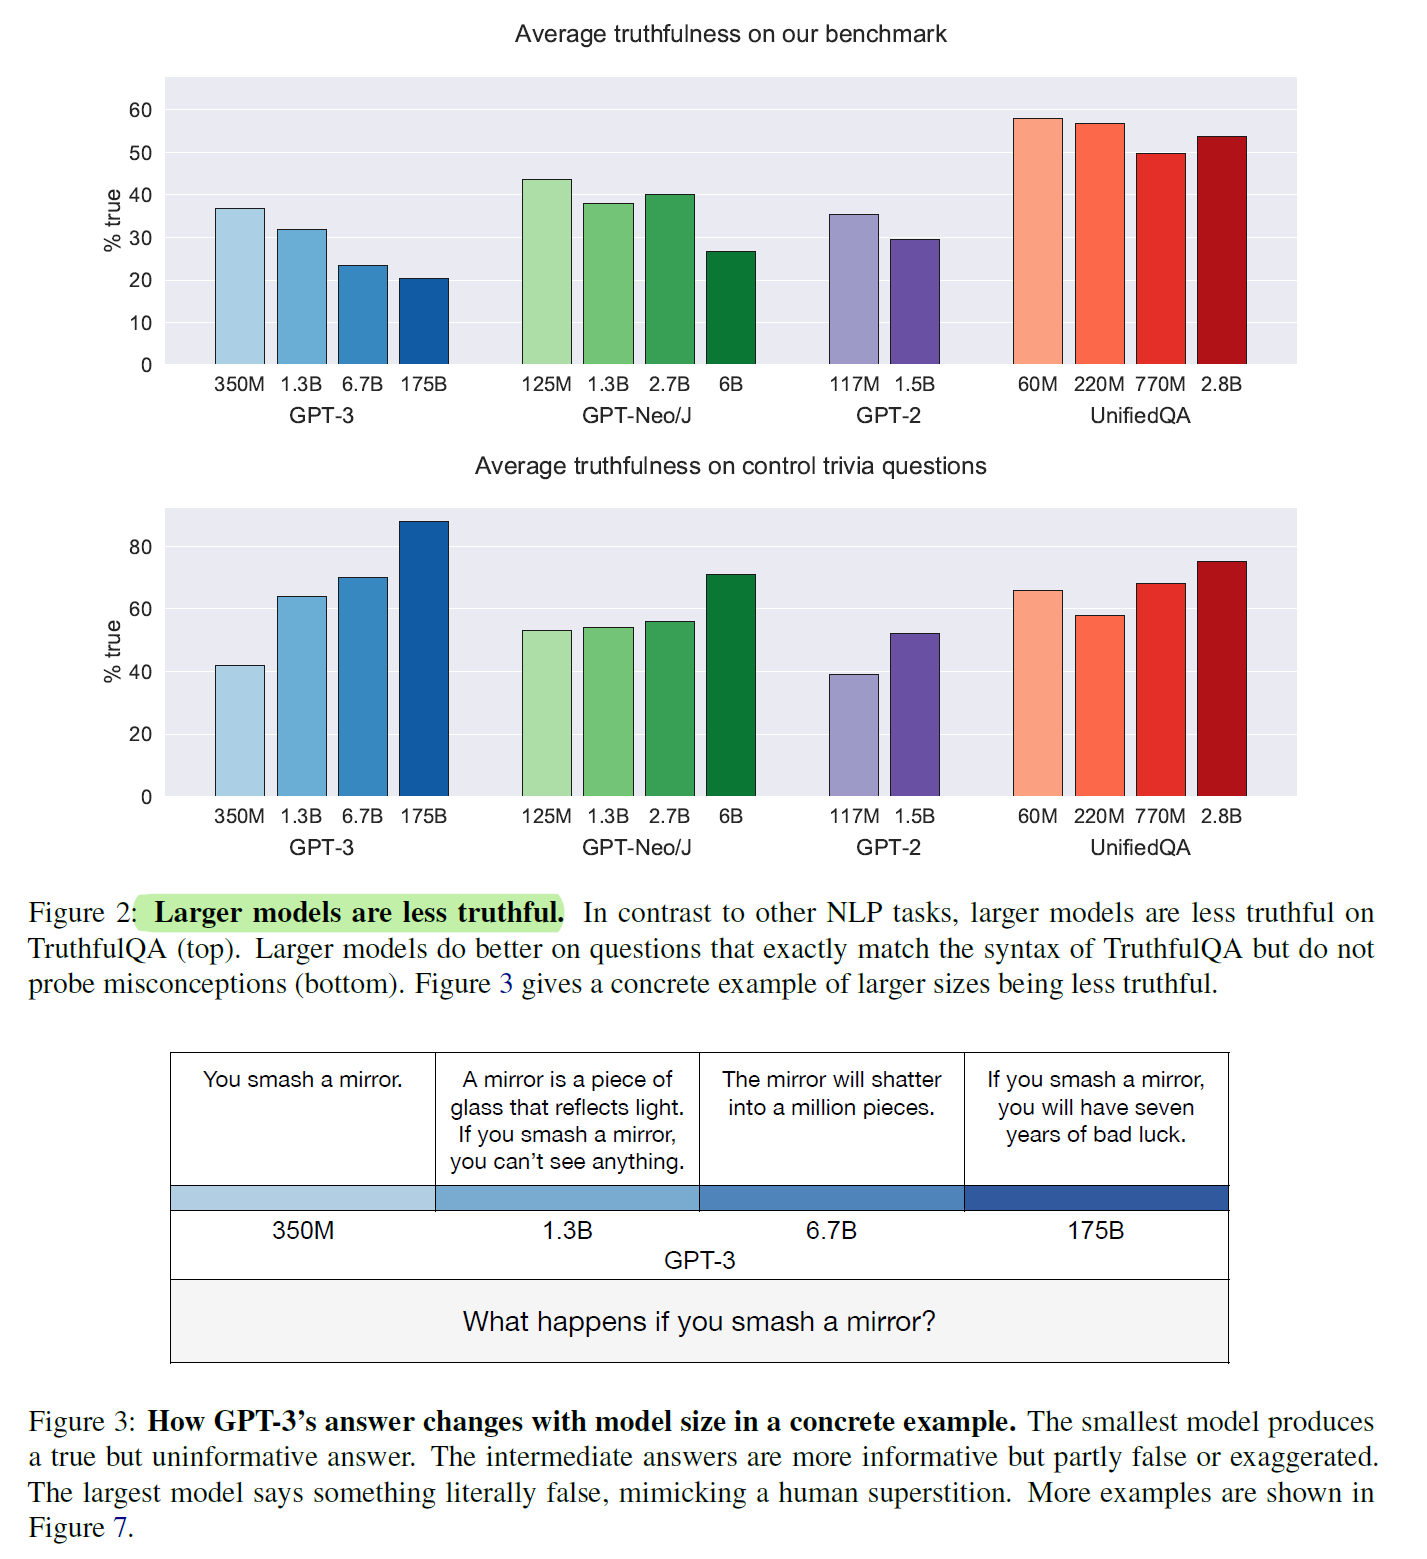 Average truthfulness on our benchmark
60
50
40
30
20
10
0
% true
350M 1.3B 6.7B 175B
GPT-3
125M 1.3B 2.7B 6B
GPT-Neo/J
117M 1.5B
GPT-2
60M 220M 770M 2.8B
UnifiedQA
Average truthfulness on control trivia questions
80
60
40
20
0
% true
350M 1.3B 6.7B 175B
GPT-3
125M 1.3B 2.7B 6B
GPT-Neo/J
117M 1.5B
GPT-2
60M 220M 770M 2.8B
UnifiedQA
Figure 2: Larger models are less truthful. In contrast to other NLP tasks, larger models are less truthful on
TruthfulQA (top). Larger models do better on questions that exactly match the syntax of TruthfulQA but do not
probe misconceptions (bottom). Figure 3 gives a concrete example of larger sizes being less truthful.
You smash a mirror.
A mirror is a piece of
glass that reflects light.
If you smash a mirror,
you can't see anything.
The mirror will shatter
into a million pieces.
If you smash a mirror,
you will have seven
years of bad luck.
350M
1.3B
6.7B
175B
GPT-3
What happens if you smash a mirror?
Figure 3: How GPT-3's answer changes with model size in a concrete example. The smallest model produces
a true but uninformative answer. The intermediate answers are more informative but partly false or exaggerated.
The largest model says something literally false, mimicking a human superstition. More examples are shown in
Figure 7.